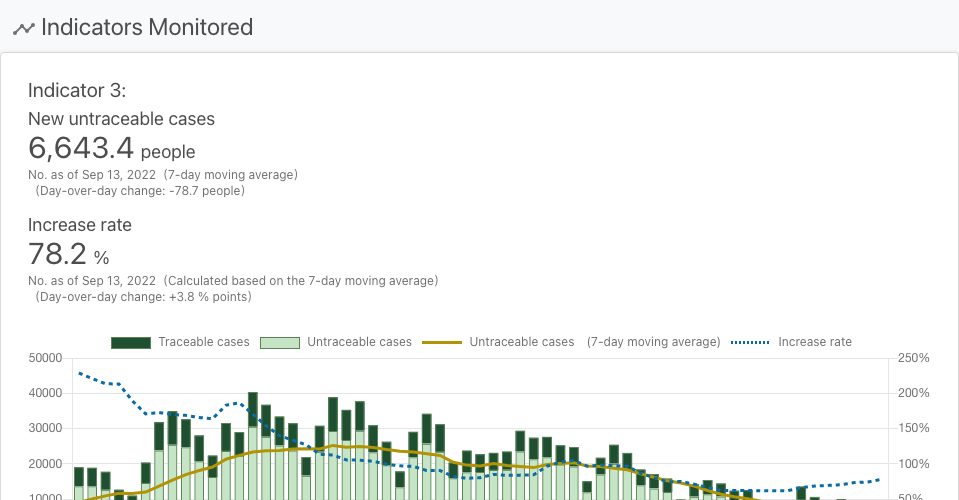 Indicators Monitored
Indicator 3:
New untraceable cases
6,643.4 people
No. as of Sep 13, 2022 (7-day moving average)
(Day-over-day change: -78.7 people)
Increase rate
78.2 %
No. as of Sep 13, 2022 (Calculated based on the 7-day moving average)
(Day-over-day change: +3.8 % points)
Traceable cases Untraceable cases Untraceable cases (7-day moving average) Increase rate
50000 250%
40000 200%
30000 150%
20000 100%
10000 50%